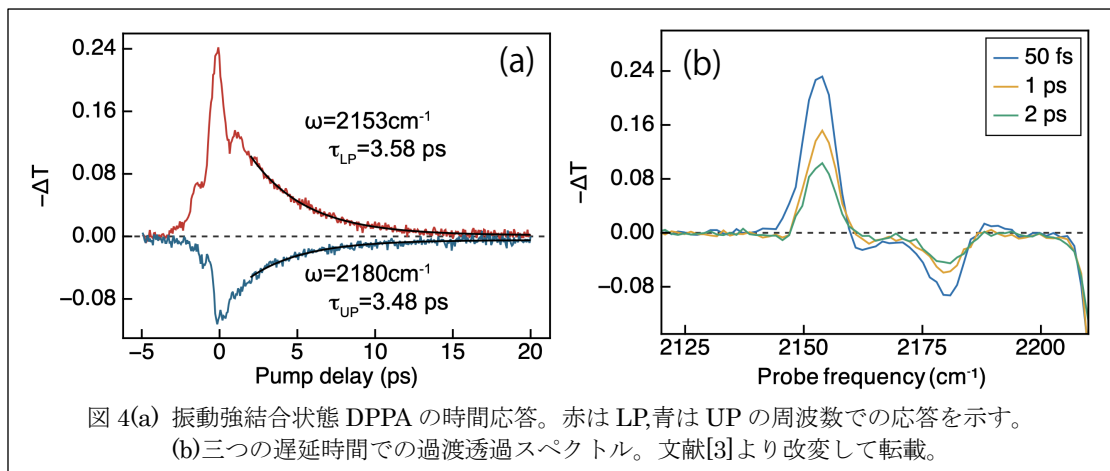 (a)
0.24
0.16
0.08
0.00
−0.08
−ΔT
ω=2153cm⁻¹
τLP=3.58 ps
ω=2180cm⁻¹
τUP=3.48 ps
−5 0 5 10 15 20
Pump delay (ps)
(b)
50 fs
1 ps
2 ps
0.24
0.16
0.08
0.00
−0.08
−ΔT
2125 2150 2175 2200
Probe frequency (cm⁻¹)
図 4(a) 振動強結合状態 DPPA の時間応答。赤は LP,青は UP の周波数での応答を示す。
(b)三つの遅延時間での過渡透過スペクトル。文献[3]より改変して転載。